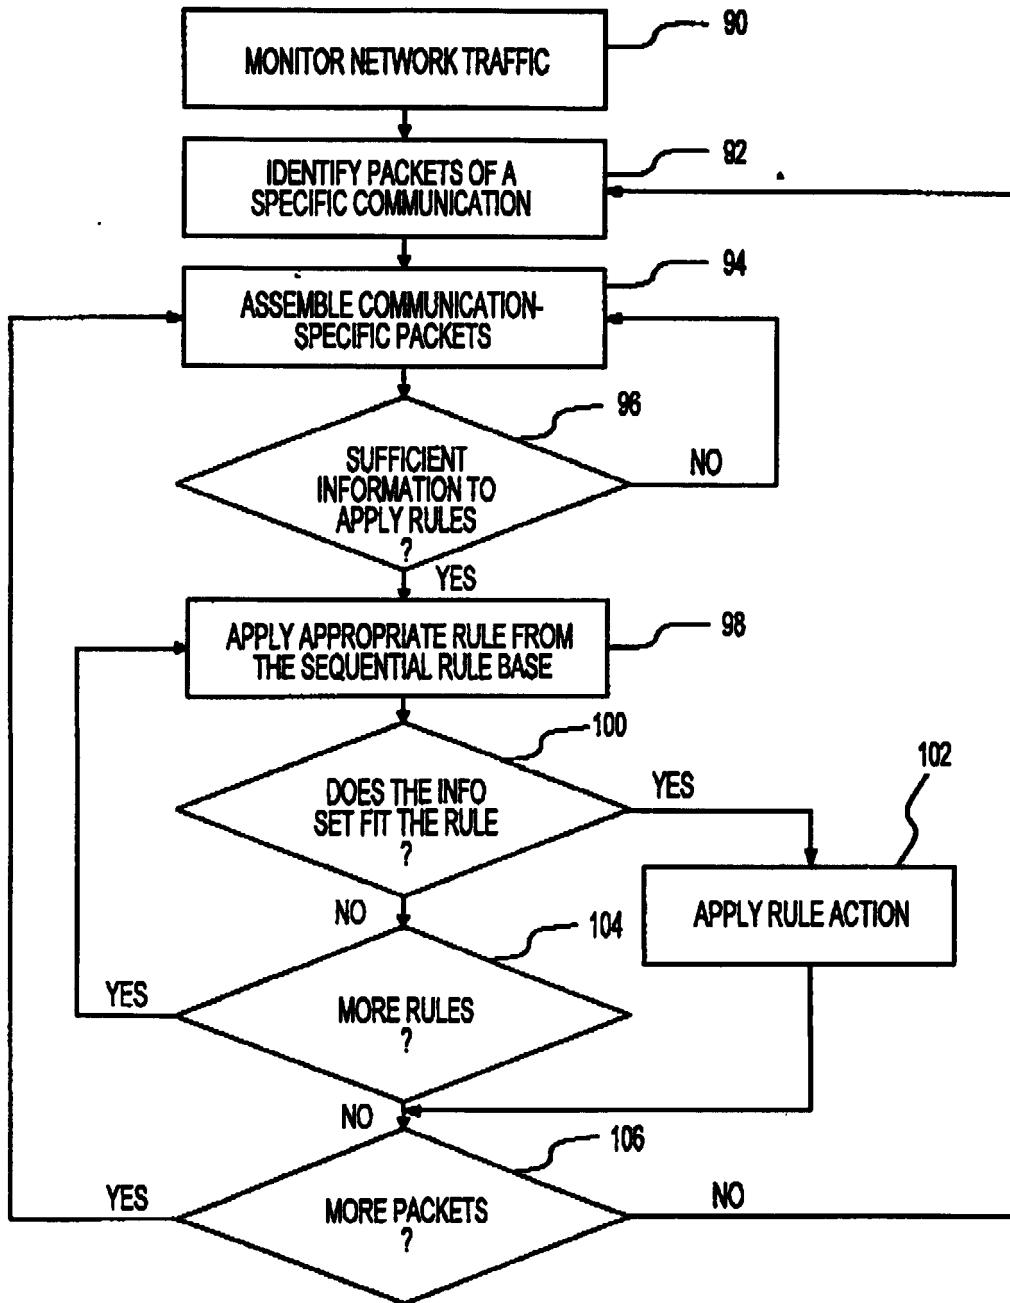 90
MONITOR NETWORK TRAFFIC
92
IDENTIFY PACKETS OF A
SPECIFIC COMMUNICATION
94
ASSEMBLE COMMUNICATION-
SPECIFIC PACKETS
96
SUFFICIENT
INFORMATION TO
APPLY RULES
?
NO
YES
98
APPLY APPROPRIATE RULE FROM
THE SEQUENTIAL RULE BASE
100
DOES THE INFO
SET FIT THE RULE
?
YES
102
APPLY RULE ACTION
NO
104
MORE RULES
?
YES
NO
106
MORE PACKETS
?
YES
NO